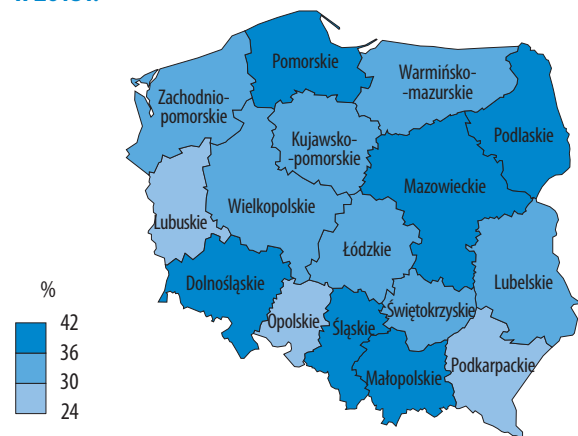 Pomorskie
Warmińsko-
-mazurskie
Zachodnio-
pomorskie
Podlaskie
Kujawsko-
-pomorskie
Mazowieckie
Wielkopolskie
Lubuskie
Łódzkie
Dolnośląskie
Lubelskie
%
Opolskie
Śląskie
Świętokrzyskie
Podkarpackie
Małopolskie
42
36
30
24